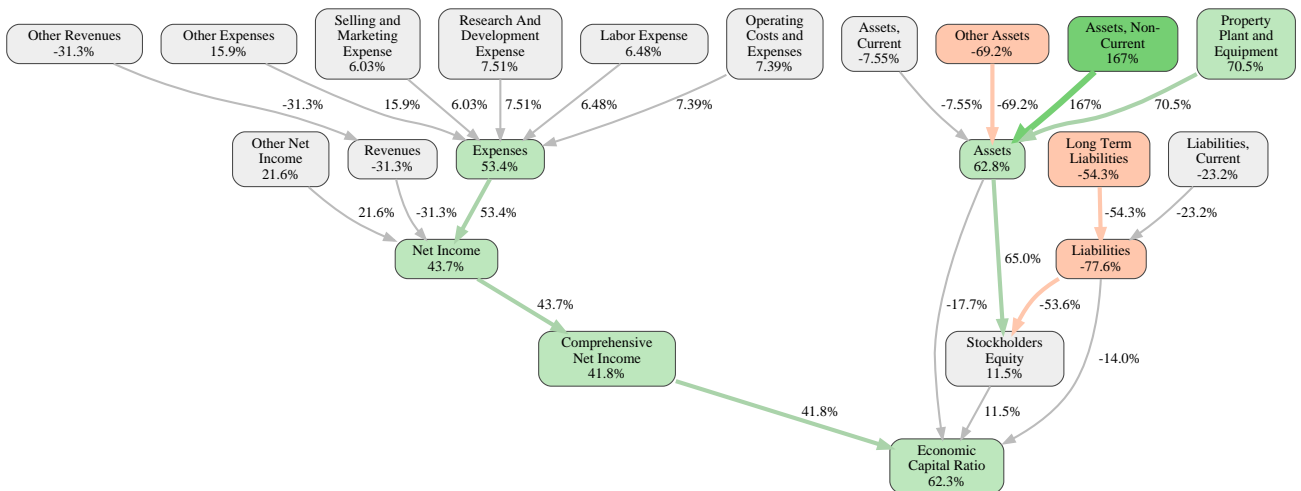 Other Revenues
-31.3%
Other Expenses
15.9%
Selling and
Marketing
Expense
6.03%
Research And
Development
Expense
7.51%
Labor Expense
6.48%
Operating
Costs and
Expenses
7.39%
Assets,
Current
-7.55%
Other Assets
-69.2%
Assets, Non-
Current
167%
Property
Plant and
Equipment
70.5%
-31.3%
15.9%
6.03%
7.51%
6.48%
7.39%
-7.55%
-69.2%
167%
70.5%
Other Net
Income
21.6%
Revenues
-31.3%
Expenses
53.4%
Assets
62.8%
Long Term
Liabilities
-54.3%
Liabilities,
Current
-23.2%
21.6%
-31.3%
53.4%
-54.3%
-23.2%
Net Income
43.7%
65.0%
Liabilities
-77.6%
43.7%
-17.7%
-53.6%
Comprehensive
Net Income
41.8%
Stockholders
Equity
11.5%
-14.0%
41.8%
11.5%
Economic
Capital Ratio
62.3%